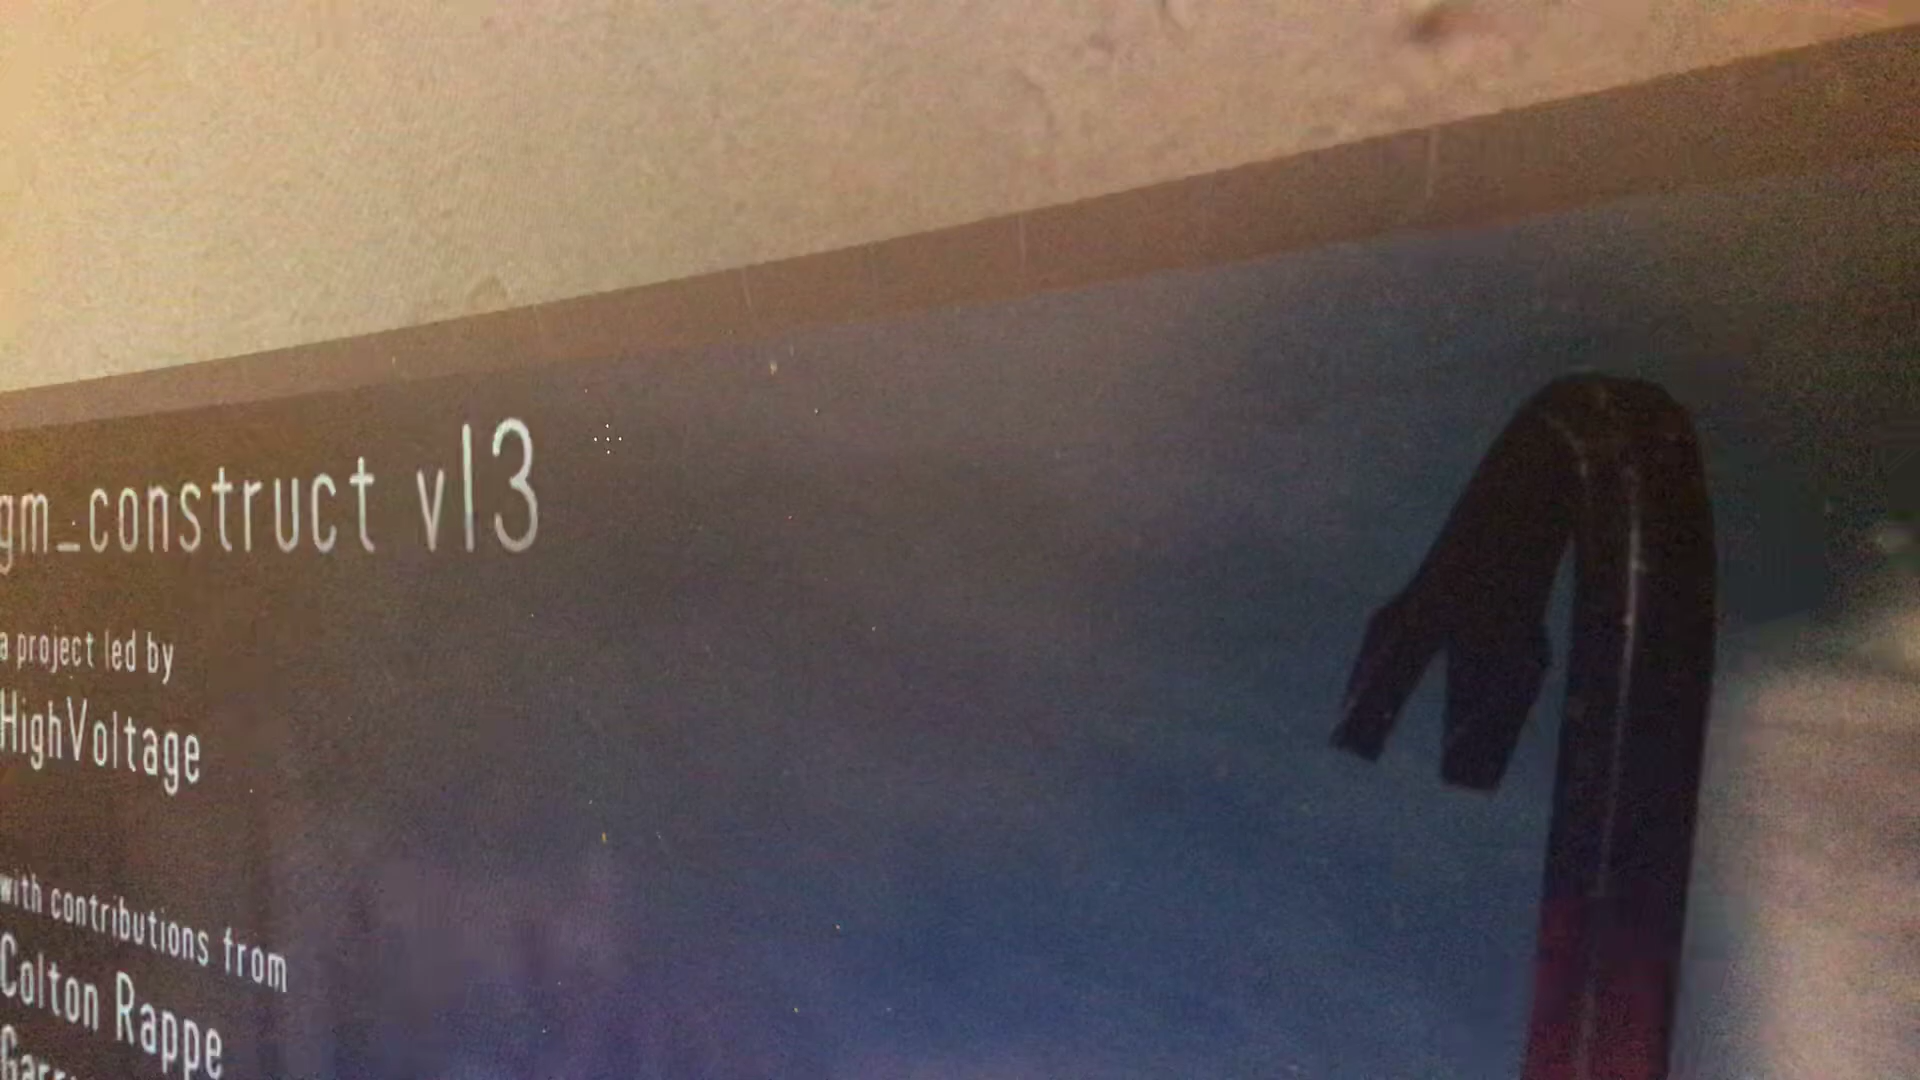 gm_construct v13
a project led by
HighVoltage
with contributions from
Colton Rappe